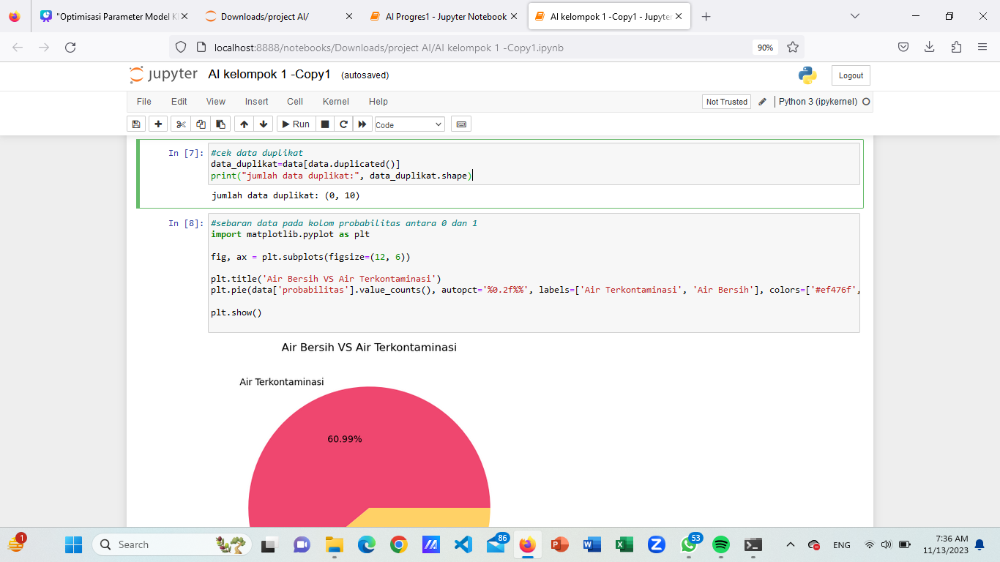 "Optimisasi Parameter Model K
Downloads/project AI/
AI Progres1 - Jupyter Notebook
AI kelompok 1 -Copy1 - Jupyter
localhost:8888/notebooks/Downloads/project AI/AI kelompok 1 -Copy1.ipynb
90%
jupyter
AI kelompok 1 -Copy1 (autosaved)
Logout
File Edit View Insert Cell Kernel Help
Not Trusted
Python 3 (ipykernel)
Run
Code
In [7]:
#cek data duplikat
data_duplikat=data[data.duplicated()]
print("jumlah data duplikat:", data_duplikat.shape)
jumlah data duplikat: (0, 10)
In [8]:
#sebaran data pada kolom probabilitas antara 0 dan 1
import matplotlib.pyplot as plt
fig, ax = plt.subplots(figsize=(12, 6))
plt.title('Air Bersih VS Air Terkontaminasi')
plt.pie(data['probabilitas'].value_counts(), autopct='%0.2f%%', labels=['Air Terkontaminasi', 'Air Bersih'], colors=['#ef476f',
plt.show()
Air Bersih VS Air Terkontaminasi
Air Terkontaminasi
60.99%
1
Search
86
53
ENG
7:36 AM
11/13/2023